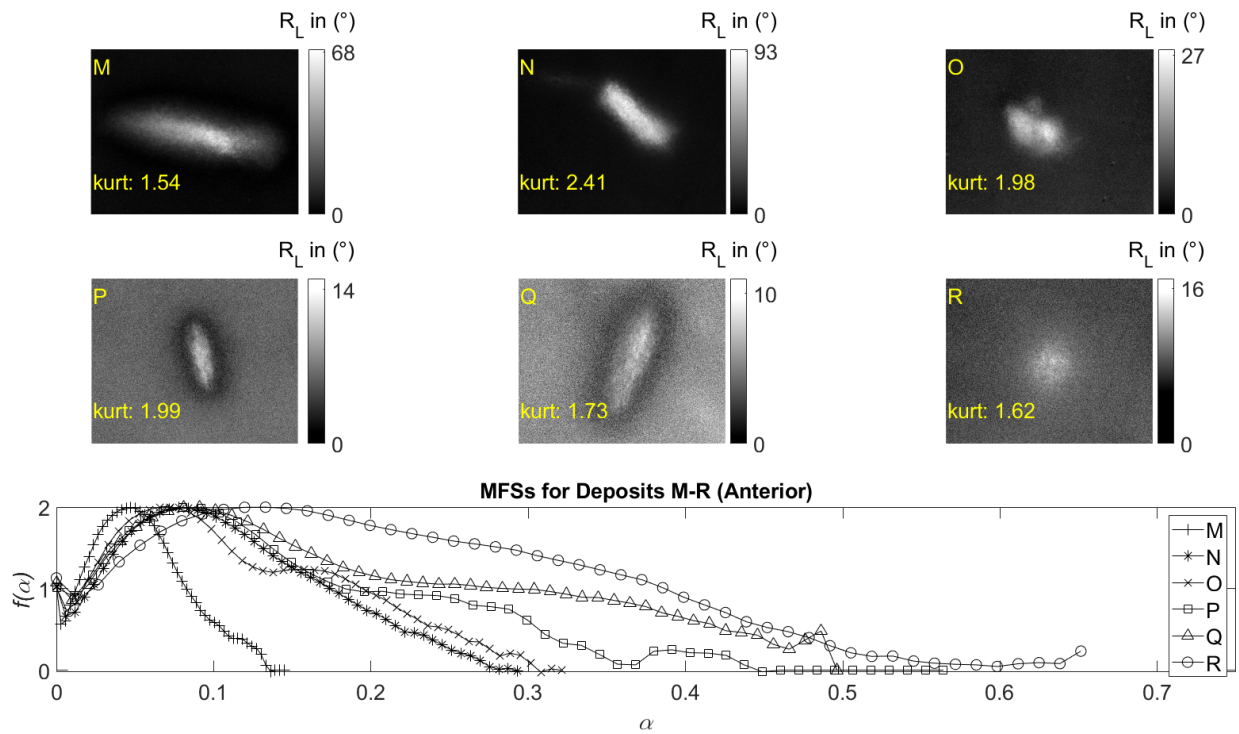 R_L in (°) R_L in (°) R_L in (°)
M 68 N 93 O 27
kurt: 1.54 kurt: 2.41 kurt: 1.98
0 0 0
R_L in (°) R_L in (°) R_L in (°)
P 14 Q 10 R 16
kurt: 1.99 kurt: 1.73 kurt: 1.62
0 0 0
MFSs for Deposits M-R (Anterior)
f(α)
2
1
0
0 0.1 0.2 0.3 0.4 0.5 0.6 0.7
α
M
N
O
P
Q
R